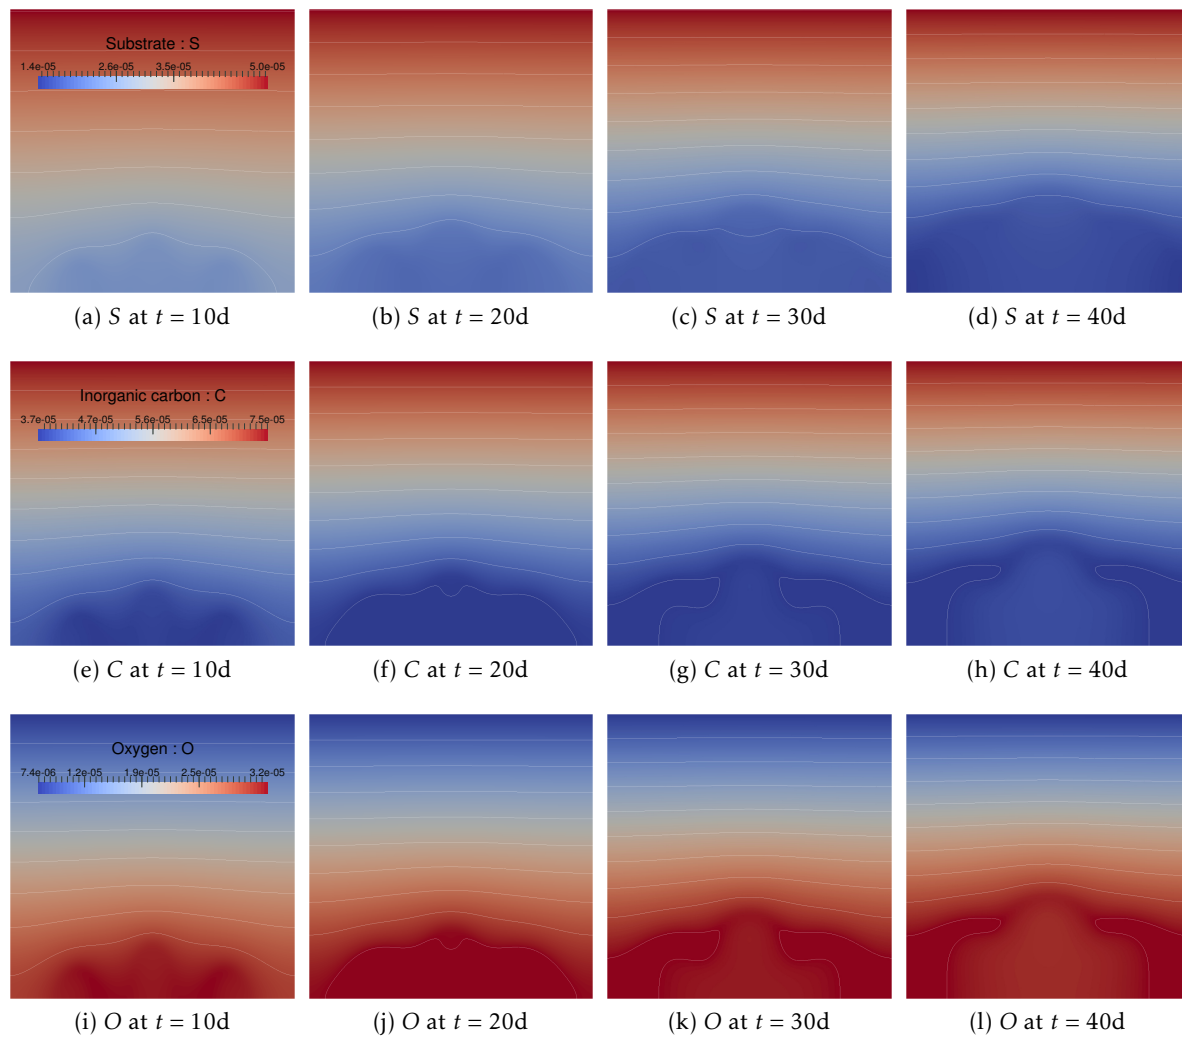 Substrate : S
1.4e-05 2.6e-05 3.5e-05 5.0e-05
(a) S at t = 10d
(b) S at t = 20d
(c) S at t = 30d
(d) S at t = 40d
Inorganic carbon : C
3.7e-05 4.7e-05 5.6e-05 6.5e-05 7.5e-05
(e) C at t = 10d
(f) C at t = 20d
(g) C at t = 30d
(h) C at t = 40d
Oxygen : O
7.4e-06 1.2e-05 1.9e-05 2.5e-05 3.2e-05
(i) O at t = 10d
(j) O at t = 20d
(k) O at t = 30d
(l) O at t = 40d